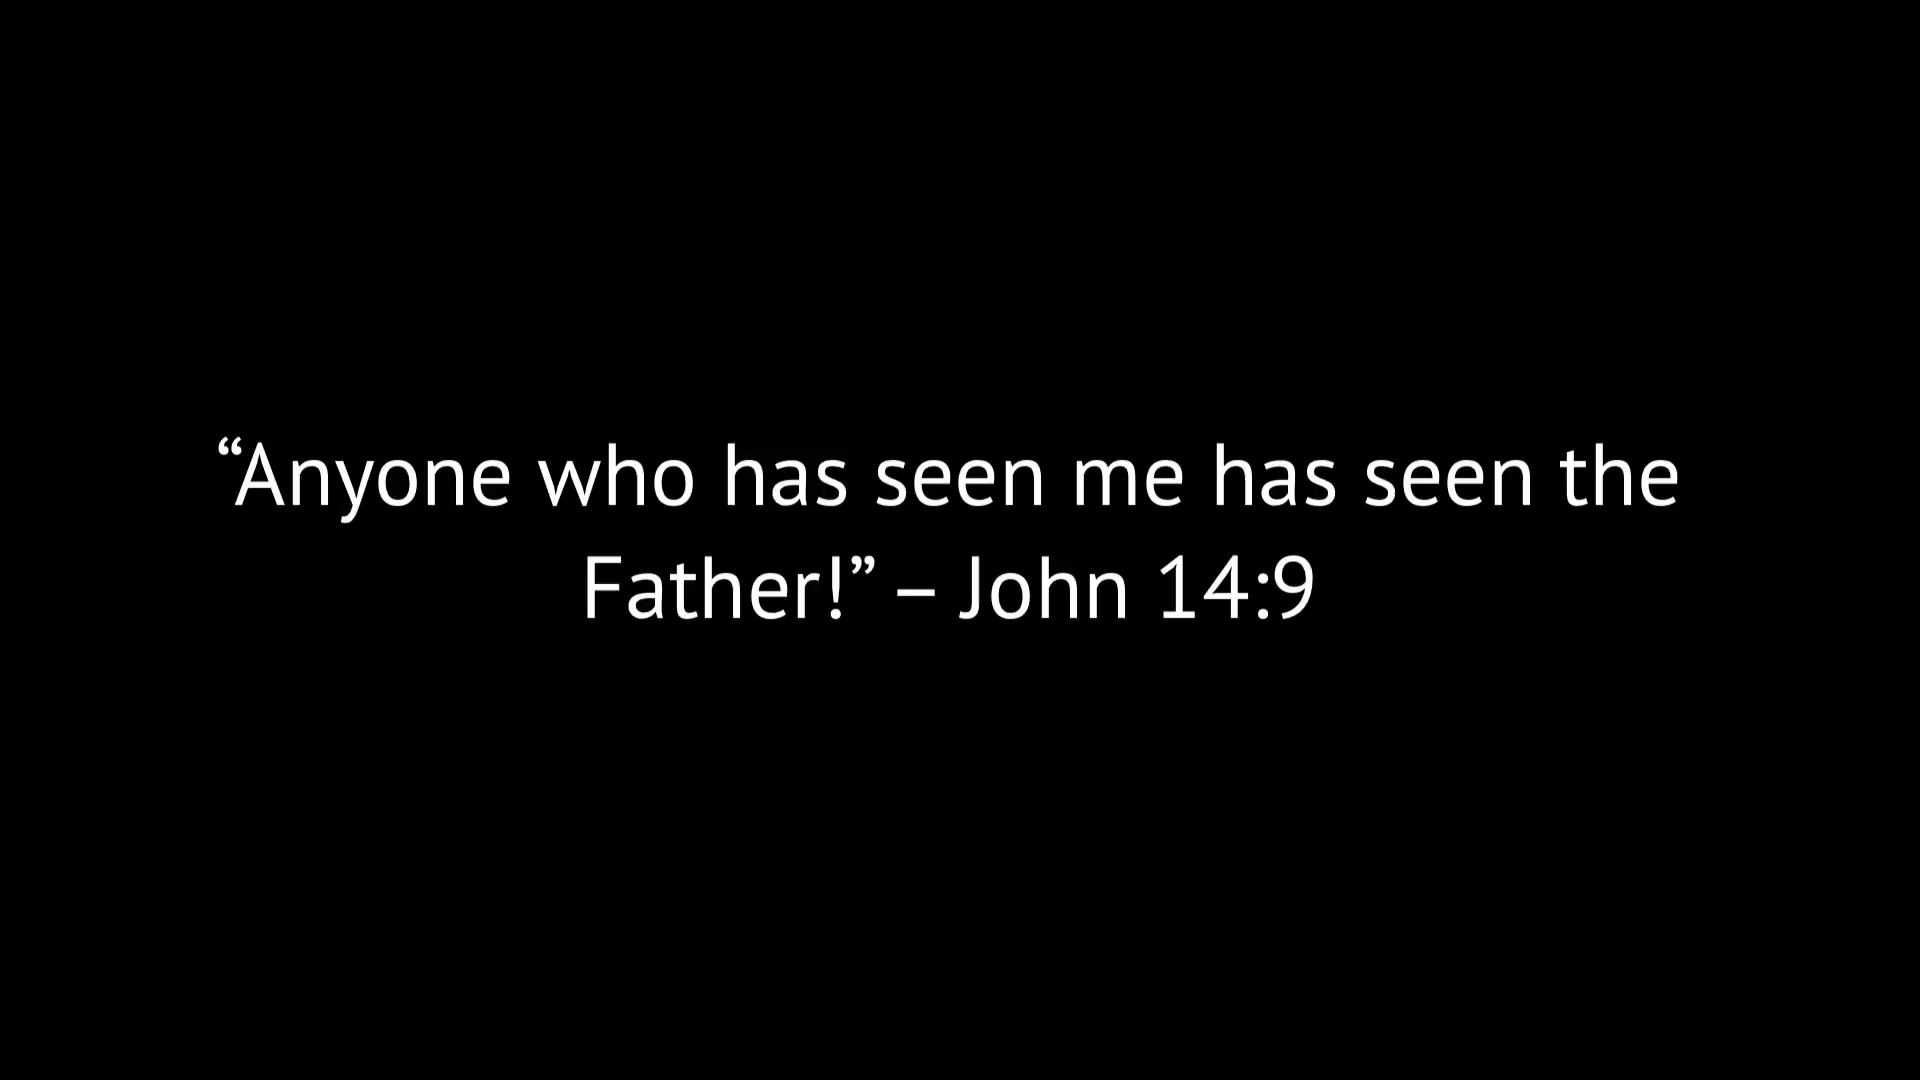 “Anyone who has seen me has seen the
Father!” – John 14:9